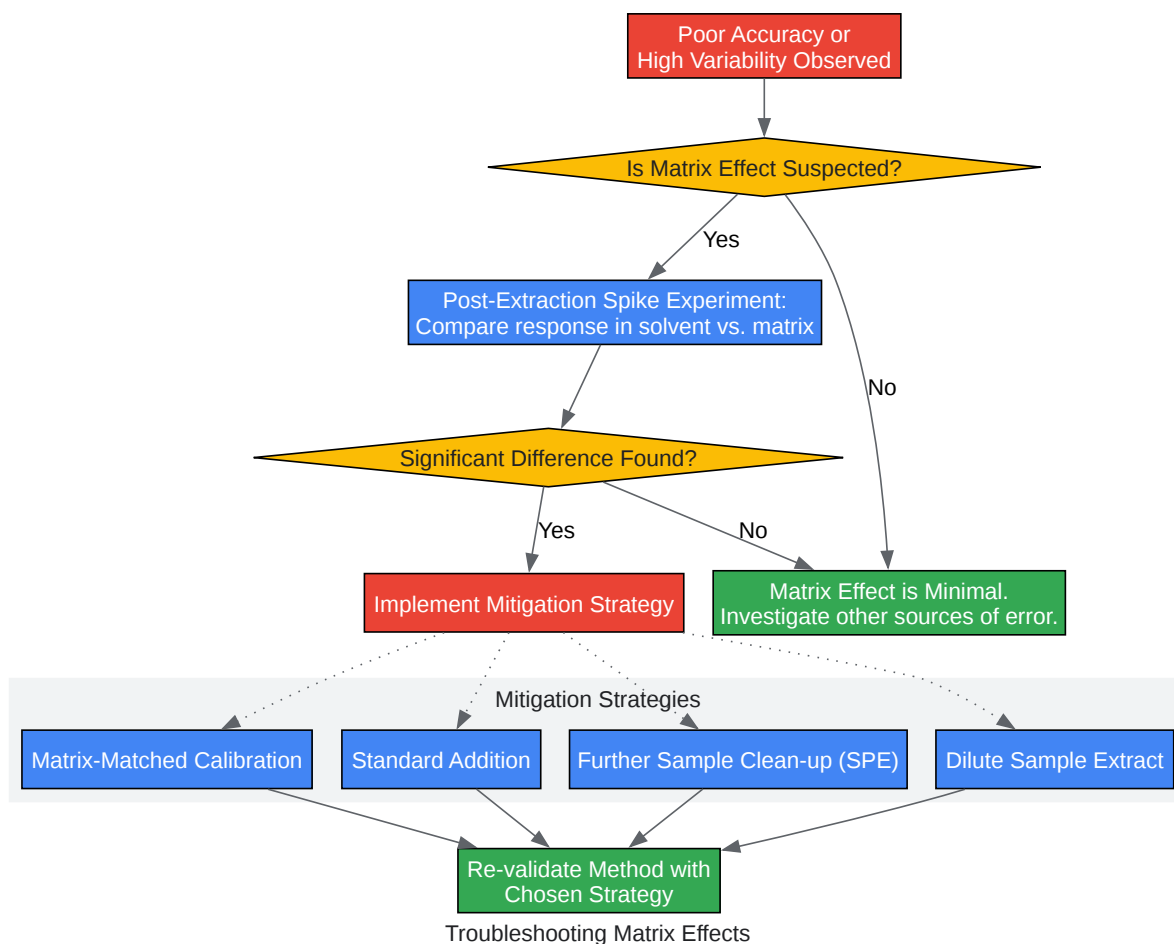 Poor Accuracy or
High Variability Observed
Is Matrix Effect Suspected?
Yes
Post-Extraction Spike Experiment:
Compare response in solvent vs. matrix
No
Significant Difference Found?
Yes
No
Implement Mitigation Strategy
Matrix Effect is Minimal.
Investigate other sources of error.
Mitigation Strategies
Matrix-Matched Calibration
Standard Addition
Further Sample Clean-up (SPE)
Dilute Sample Extract
Re-validate Method with
Chosen Strategy
Troubleshooting Matrix Effects